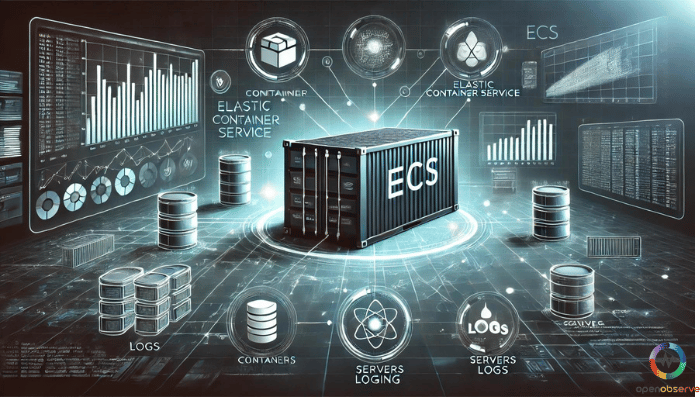 ECS
CONTAINER
ELASTIC
CONTAINER SERVICE
ELASTIC
CONTAINER
SERVICE
ECS
LOGS
CONTANERS
SERVERS
LOGING
LOGS
SERVERS
LOGS
openobserve